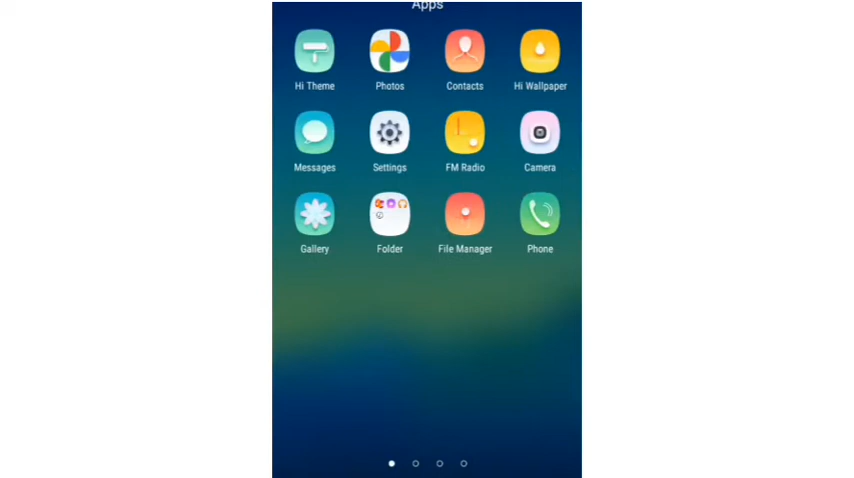 Apps
Hi Theme Photos Contacts Hi Wallpaper
Messages Settings FM Radio Camera
Gallery Folder File Manager Phone